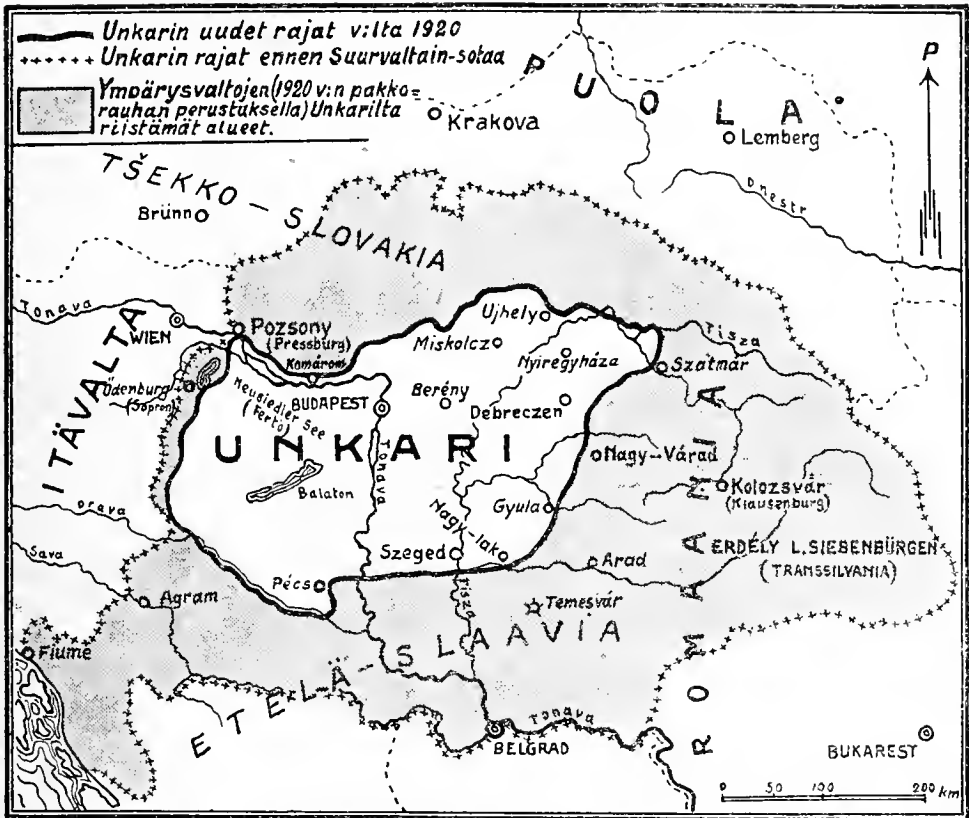 Unkarin uudet rajat v:lta 1920
Unkarin rajat ennen Suurvaltain-sotaa
Ympärysvaltojen (1920 v:n pakko=
rauhan perustuksella) Unkarilta
riistämät alueet.
P
PUOLA
Krakova
Lemberg
Dnestr
TŠEKKO-SLOVAKIA
Brünn
Tonava
WIEN
Pozsony
(Pressburg)
Komárom
Ujhely
Miskolcz
Nyiregyháza
Tisza
Szatmár
ITÄVALTA
Ödenburg
(Sopron)
Neusiedler See
(Fertö)
BUDAPEST
Berény
Debreczen
UNKARI
Tonava
Balaton
Nagy-Várad
Kolozsvár
(Klausenburg)
Gyula
Drava
Sava
Nagy-lak
Szeged
Arad
ERDÉLY L. SIEBENBÜRGEN
(TRANSSILVANIA)
Pécs
Agram
Tisza
Temesvár
Fiume
ETELÄ-SLAAVIA
ROMAANIA
Tonava
BELGRAD
BUKAREST
0 50 100 200 km